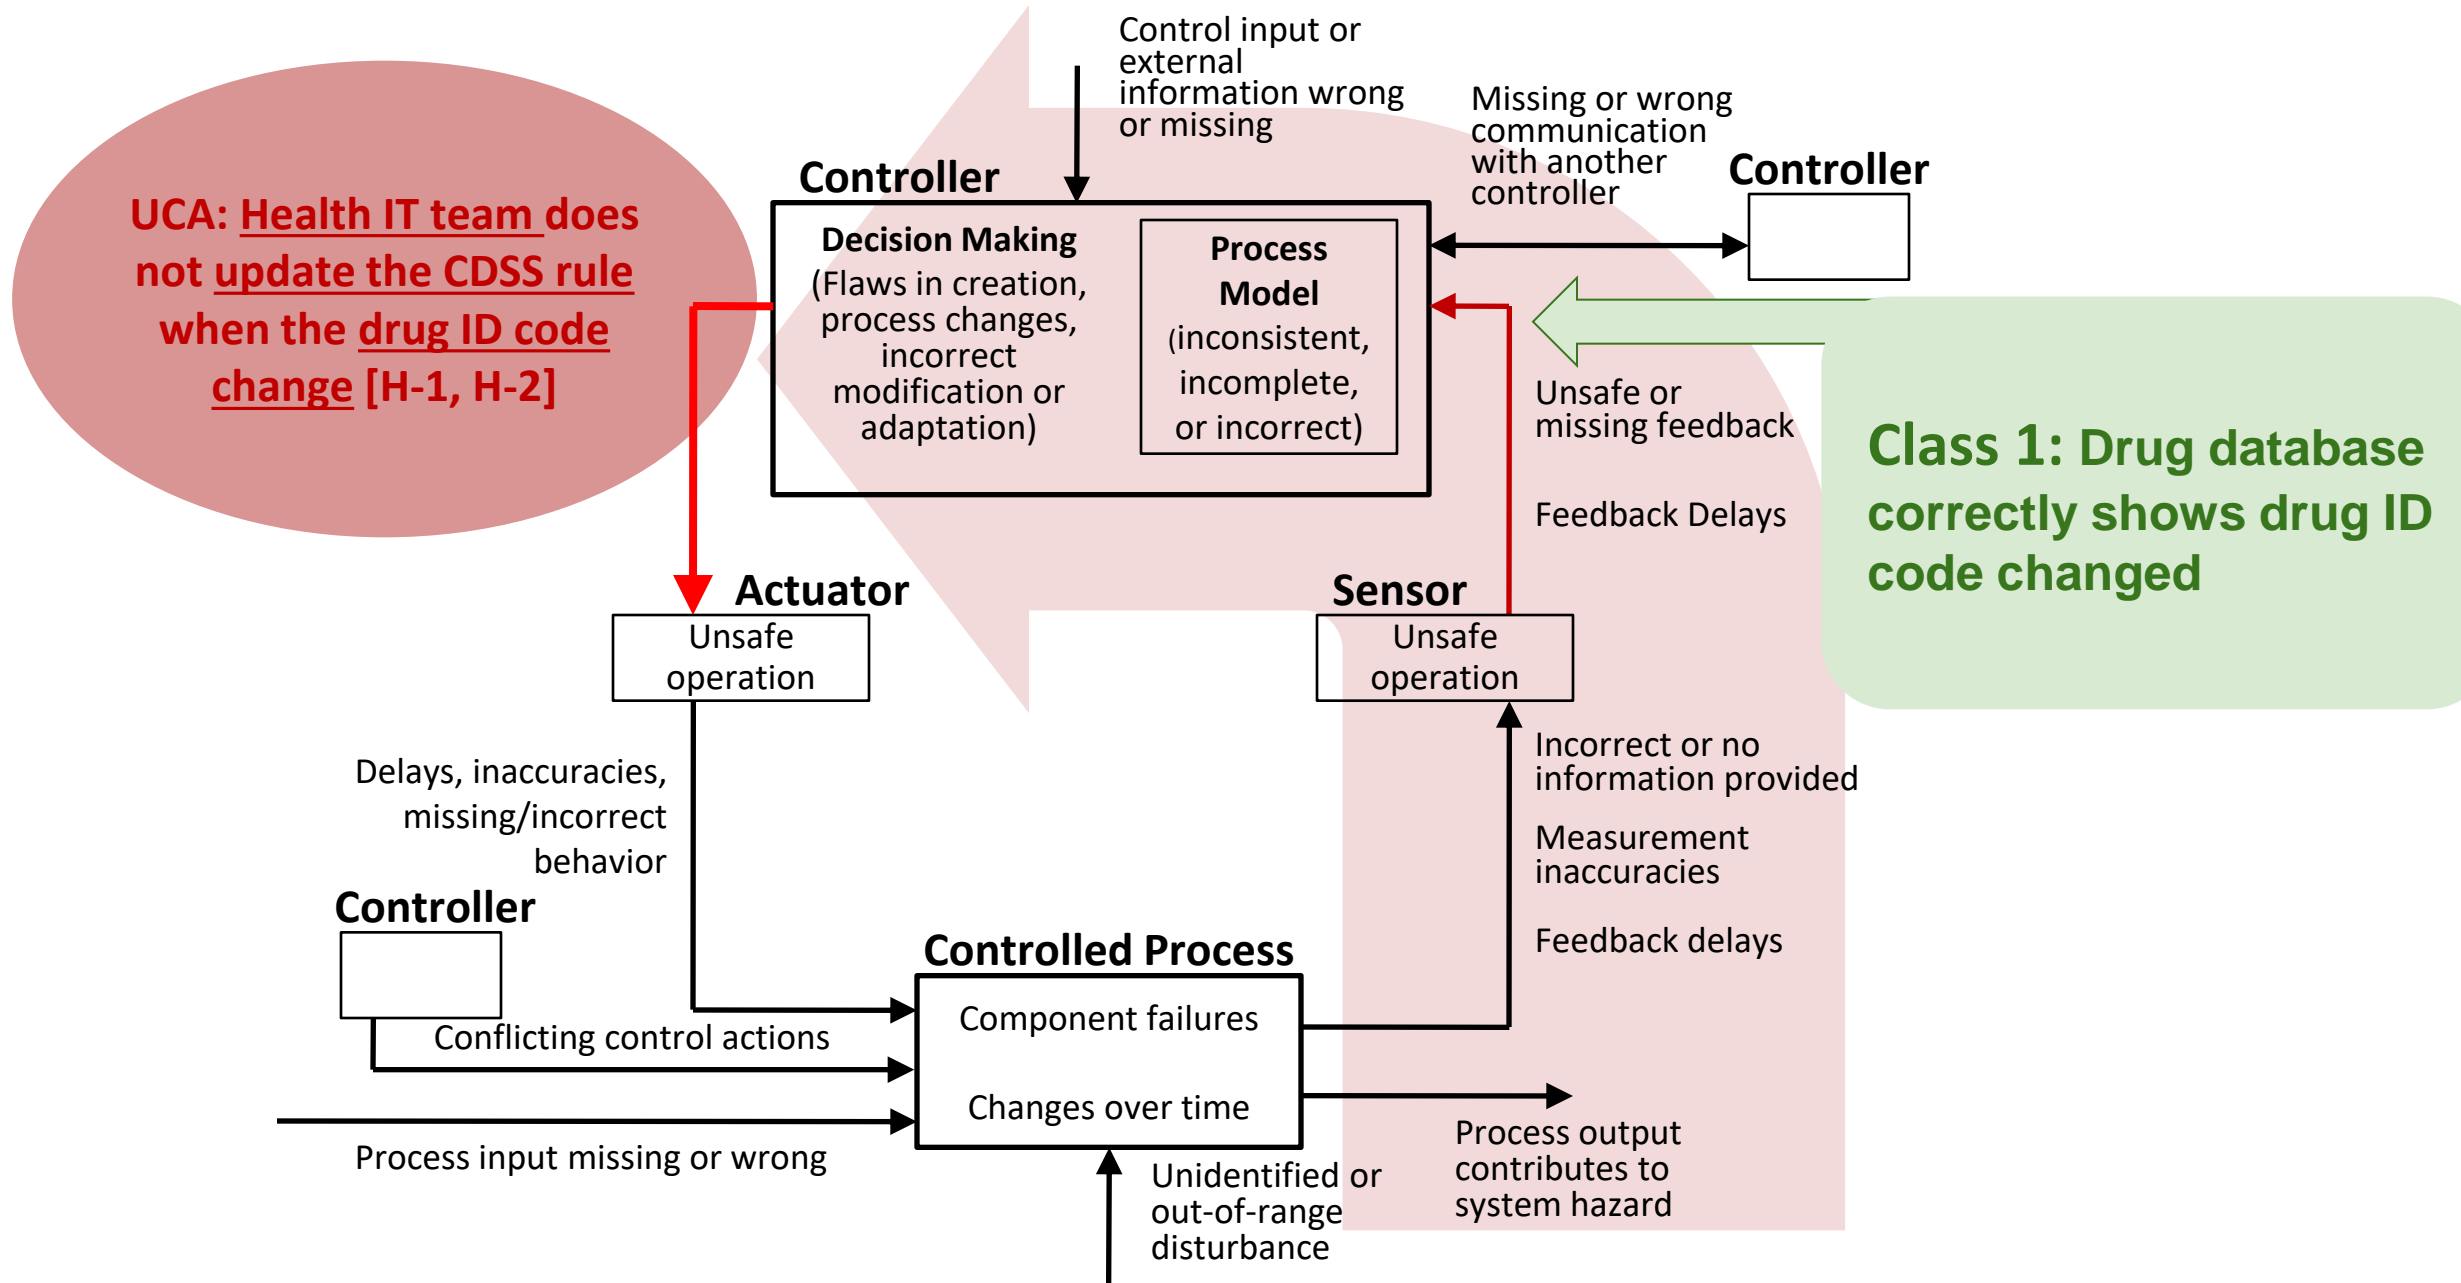 Control input or
external
information wrong
or missing
Missing or wrong
communication
with another
controller
Controller
Controller
UCA: Health IT team does
not update the CDSS rule
when the drug ID code
change [H-1, H-2]
Decision Making
(Flaws in creation,
process changes,
incorrect
modification or
adaptation)
Process
Model
(inconsistent,
incomplete,
or incorrect)
Unsafe or
missing feedback
Feedback Delays
Class 1: Drug database
correctly shows drug ID
code changed
Actuator
Unsafe
operation
Sensor
Unsafe
operation
Delays, inaccuracies,
missing/incorrect
behavior
Incorrect or no
information provided
Measurement
inaccuracies
Feedback delays
Controller
Conflicting control actions
Controlled Process
Component failures
Changes over time
Process input missing or wrong
Unidentified or
out-of-range
disturbance
Process output
contributes to
system hazard